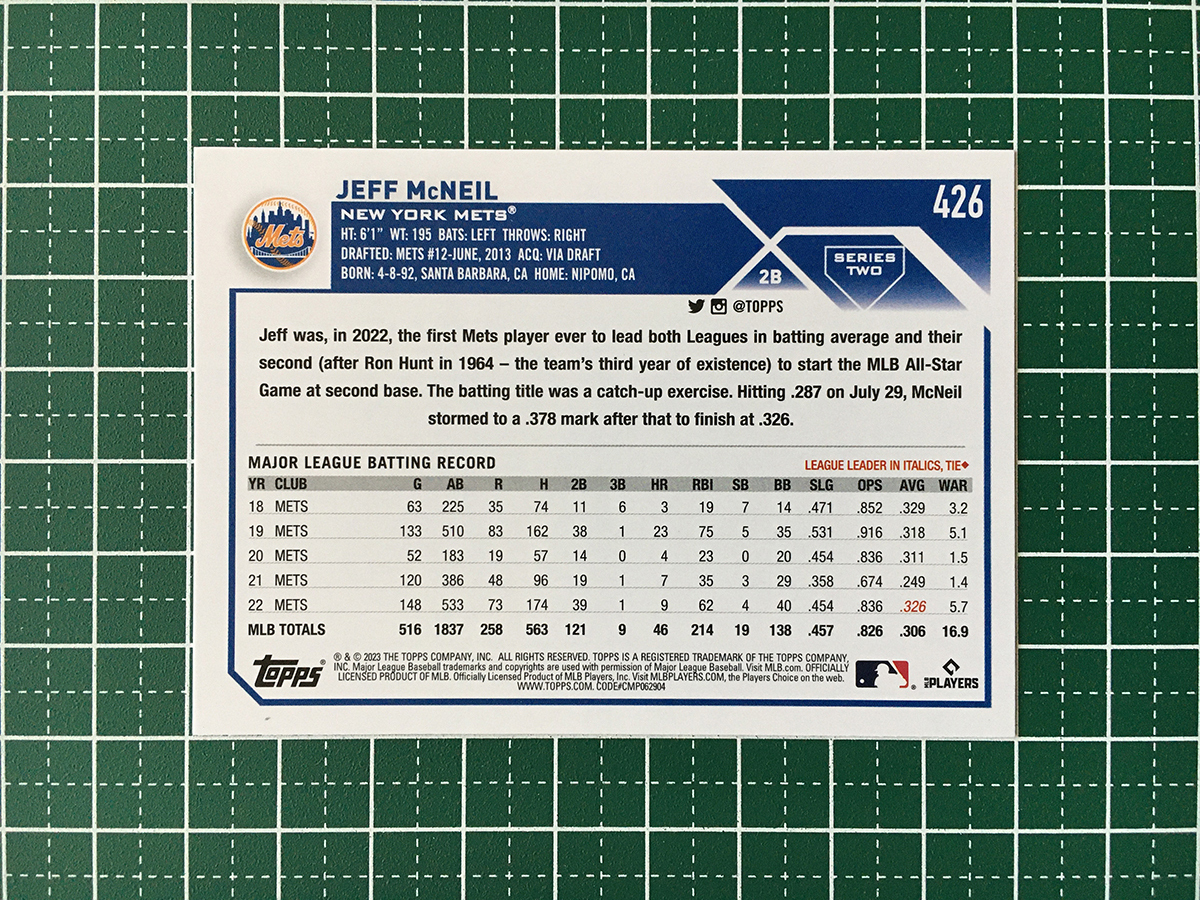 JEFF McNEIL
426
NEW YORK METS®
Mets
HT: 6'1" WT: 195 BATS: LEFT THROWS: RIGHT
DRAFTED: METS #12-JUNE, 2013 ACQ: VIA DRAFT
BORN: 4-8-92, SANTA BARBARA, CA HOME: NIPOMO, CA
2B
SERIES
TWO
@TOPPS
Jeff was, in 2022, the first Mets player ever to lead both Leagues in batting average and their
second (after Ron Hunt in 1964 – the team's third year of existence) to start the MLB All-Star
Game at second base. The batting title was a catch-up exercise. Hitting .287 on July 29, McNeil
stormed to a .378 mark after that to finish at .326.
MAJOR LEAGUE BATTING RECORD LEAGUE LEADER IN ITALICS, TIE◆
YR CLUB G AB R H 2B 3B HR RBI SB BB SLG OPS AVG WAR
18 METS 63 225 35 74 11 6 3 19 7 14 .471 .852 .329 3.2
19 METS 133 510 83 162 38 1 23 75 5 35 .531 .916 .318 5.1
20 METS 52 183 19 57 14 0 4 23 0 20 .454 .836 .311 1.5
21 METS 120 386 48 96 19 1 7 35 3 29 .358 .674 .249 1.4
22 METS 148 533 73 174 39 1 9 62 4 40 .454 .836 .326 5.7
MLB TOTALS 516 1837 258 563 121 9 46 214 19 138 .457 .826 .306 16.9
Topps®
® & © 2023 THE TOPPS COMPANY, INC. ALL RIGHTS RESERVED. TOPPS IS A REGISTERED TRADEMARK OF THE TOPPS COMPANY,
INC. Major League Baseball trademarks and copyrights are used with permission of Major League Baseball. Visit MLB.com. OFFICIALLY
LICENSED PRODUCT OF MLB. Officially Licensed Product of MLB Players, Inc. Visit MLBPLAYERS.com, the Players Choice on the web.
WWW.TOPPS.COM. CODE#CMP062904
MLB PLAYERS